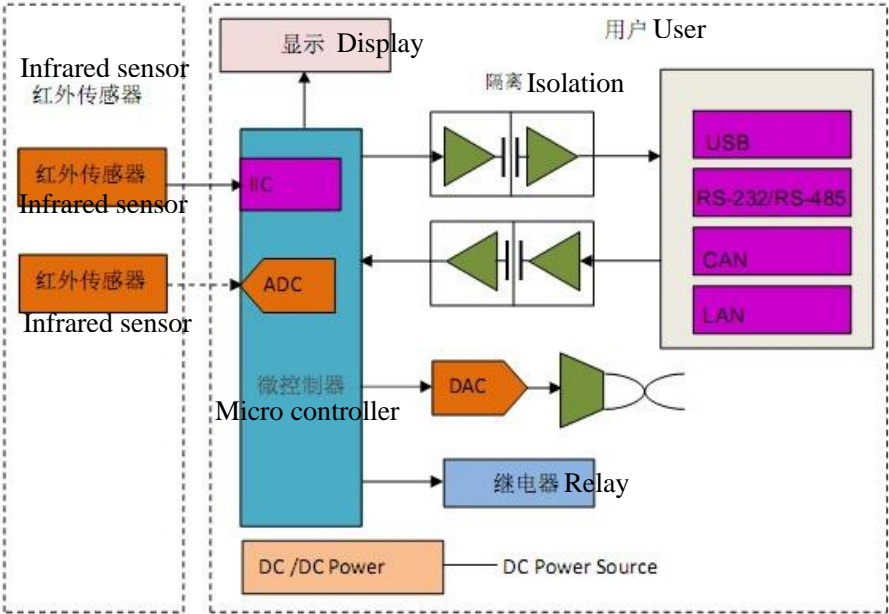 显示 Display
用户 User
Infrared sensor
红外传感器
隔离 Isolation
USB
红外传感器
Infrared sensor
IIC
RS-232/RS-485
CAN
红外传感器
Infrared sensor
ADC
LAN
微控制器
Micro controller
DAC
继电器 Relay
DC /DC Power
DC Power Source